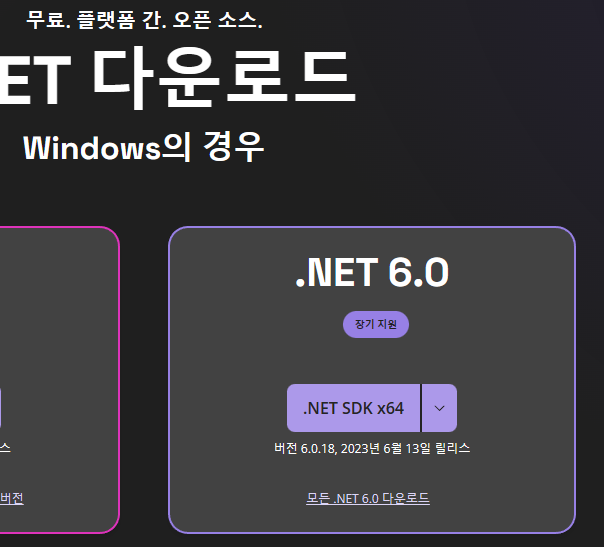 무료. 플랫폼 간. 오픈 소스.
ET 다운로드
Windows의 경우
.NET 6.0
장기 지원
.NET SDK x64
스
버전 6.0.18, 2023년 6월 13일 릴리스
버전
모든 .NET 6.0 다운로드